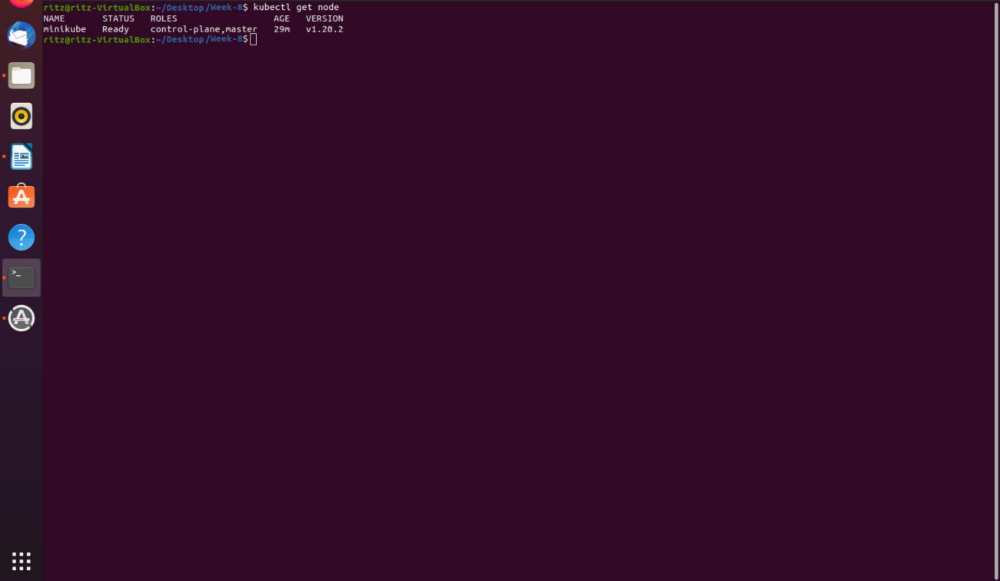 ritz@ritz-VirtualBox:~/Desktop/Week-8$ kubectl get node
NAME       STATUS   ROLES                  AGE   VERSION
minikube   Ready    control-plane,master   29m   v1.20.2
ritz@ritz-VirtualBox:~/Desktop/Week-8$